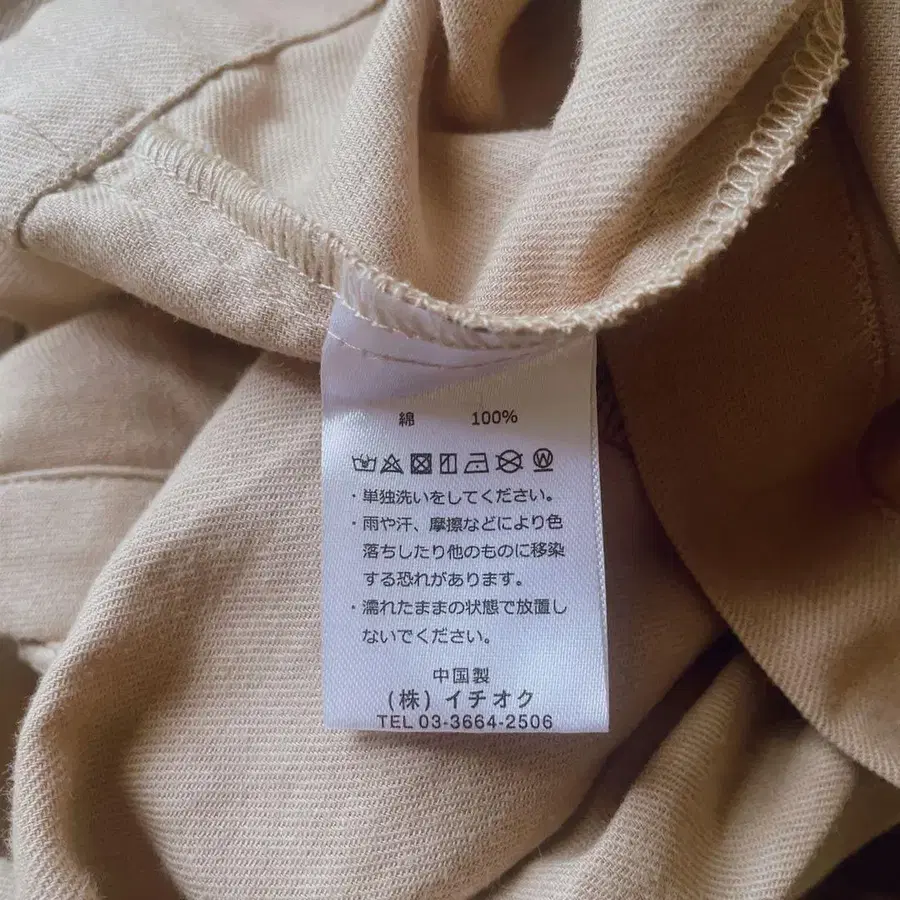 綿 100%
・単独洗いをしてください。
・雨や汗、摩擦などにより色
落ちしたり他のものに移染
する恐れがあります。
・濡れたままの状態で放置し
ないでください。
中国製
(株) イチオク
TEL 03-3664-2506